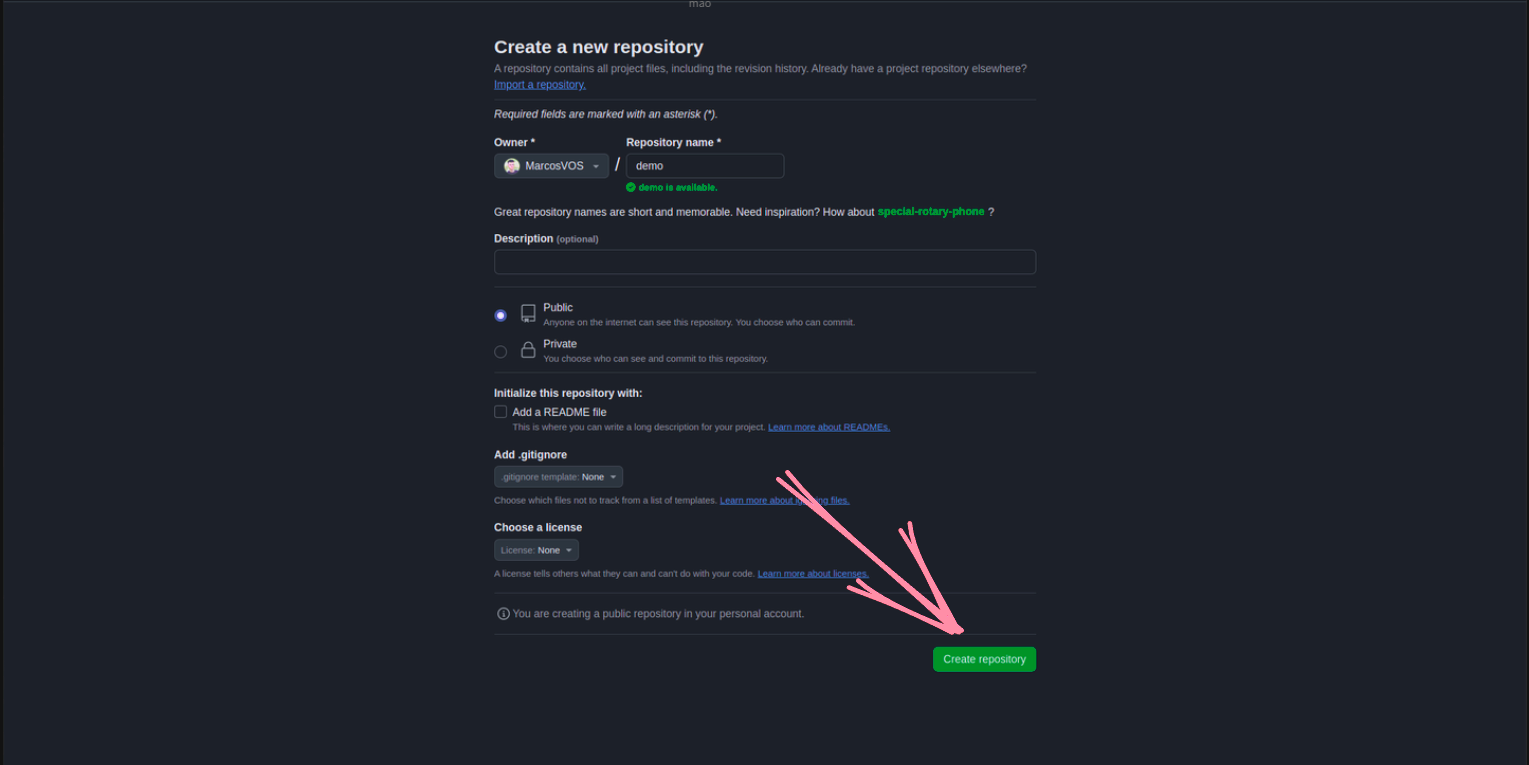 mao
Create a new repository
A repository contains all project files, including the revision history. Already have a project repository elsewhere?
Import a repository.
Required fields are marked with an asterisk (*).
Owner * Repository name *
MarcosVOS / demo
demo is available.
Great repository names are short and memorable. Need inspiration? How about special-rotary-phone ?
Description (optional)
Public
Anyone on the internet can see this repository. You choose who can commit.
Private
You choose who can see and commit to this repository.
Initialize this repository with:
Add a README file
This is where you can write a long description for your project. Learn more about READMEs.
Add .gitignore
.gitignore template: None
Choose which files not to track from a list of templates. Learn more about ignoring files.
Choose a license
License: None
A license tells others what they can and can't do with your code. Learn more about licenses.
You are creating a public repository in your personal account.
Create repository